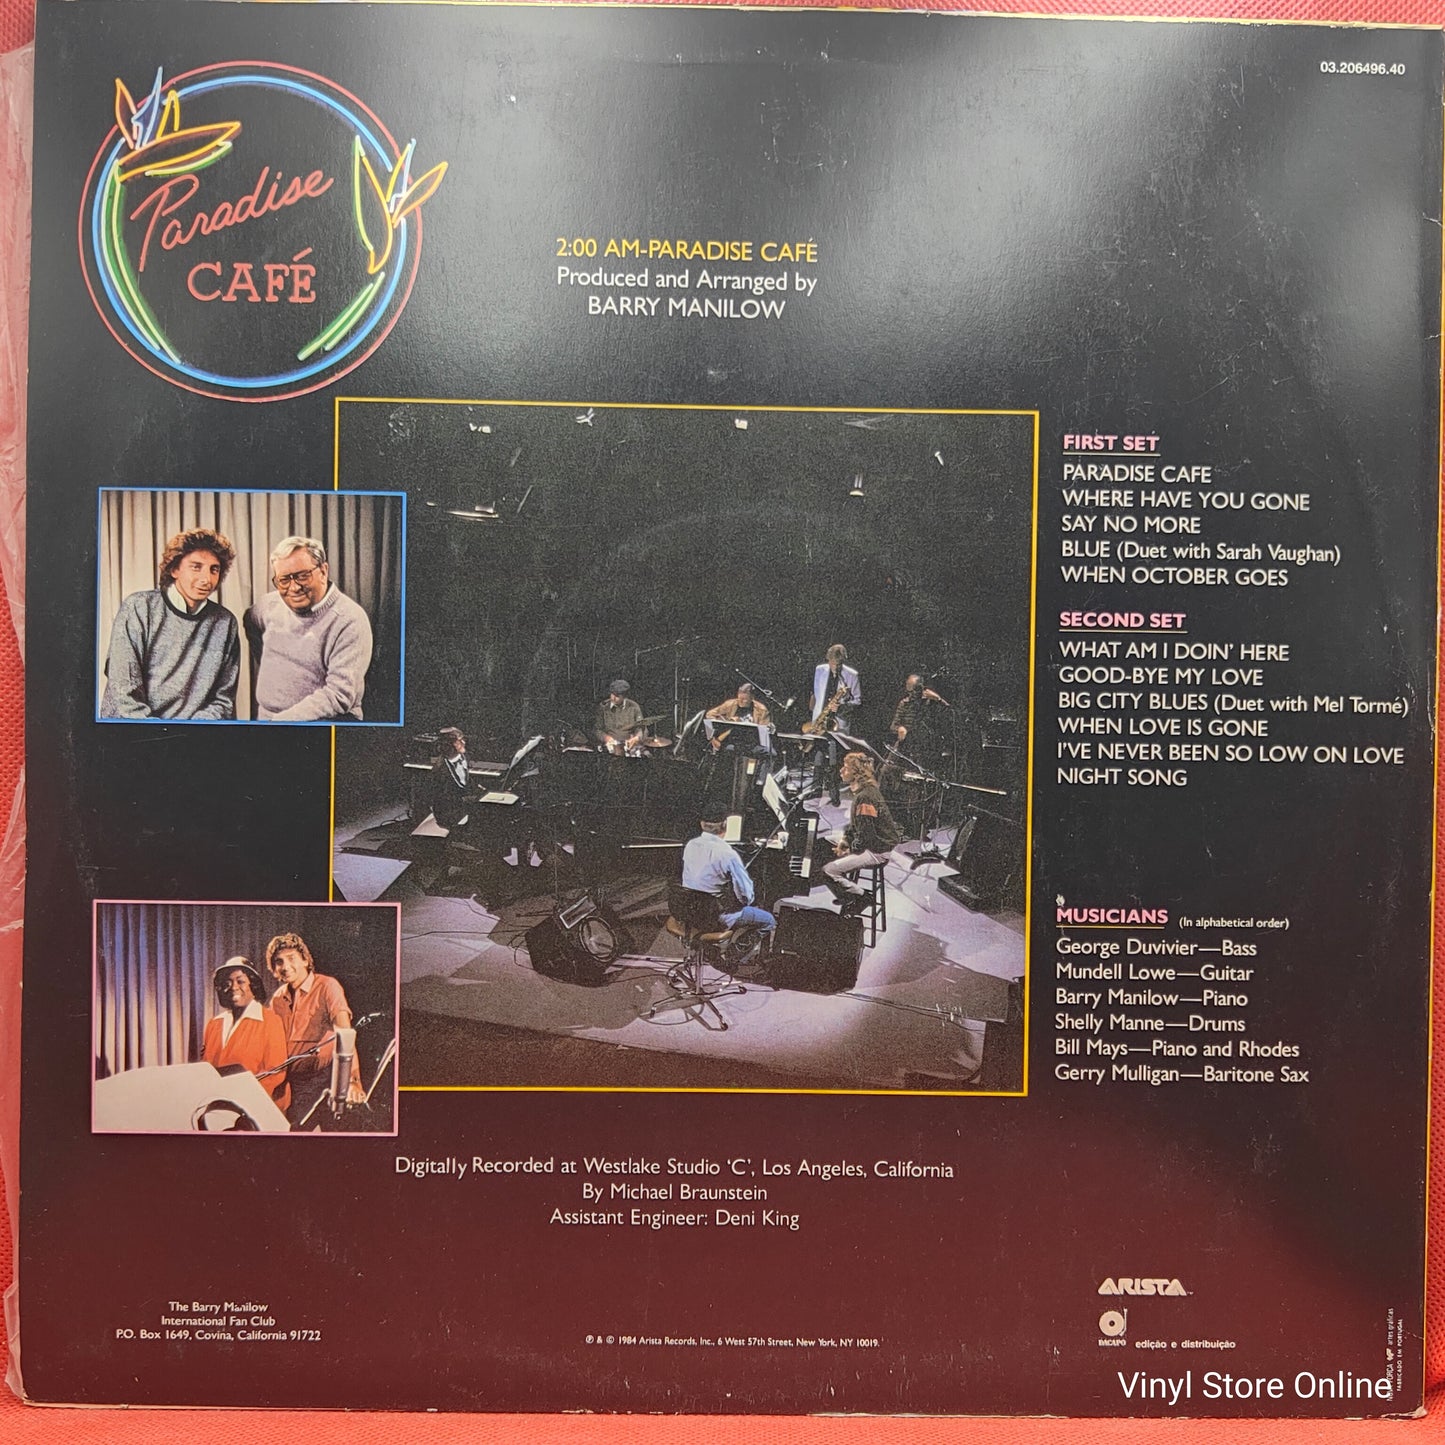 03.206496.40
Paradise
CAFÉ
2:00 AM-PARADISE CAFÉ
Produced and Arranged by
BARRY MANILOW
FIRST SET
PARADISE CAFE
WHERE HAVE YOU GONE
SAY NO MORE
BLUE (Duet with Sarah Vaughan)
WHEN OCTOBER GOES
SECOND SET
WHAT AM I DOIN' HERE
GOOD-BYE MY LOVE
BIG CITY BLUES (Duet with Mel Tormé)
WHEN LOVE IS GONE
I'VE NEVER BEEN SO LOW ON LOVE
NIGHT SONG
MUSICIANS (In alphabetical order)
George Duvivier—Bass
Mundell Lowe—Guitar
Barry Manilow—Piano
Shelly Manne—Drums
Bill Mays—Piano and Rhodes
Gerry Mulligan—Baritone Sax
Digitally Recorded at Westlake Studio 'C', Los Angeles, California
By Michael Braunstein
Assistant Engineer: Deni King
The Barry Manilow
International Fan Club
P.O. Box 1649, Covina, California 91722
℗ & © 1984 Arista Records, Inc., 6 West 57th Street, New York, NY 10019.
ARISTA
DACAPO edição e distribuição
artes gráficas
FABRICADO EM PORTUGAL
Vinyl Store Online